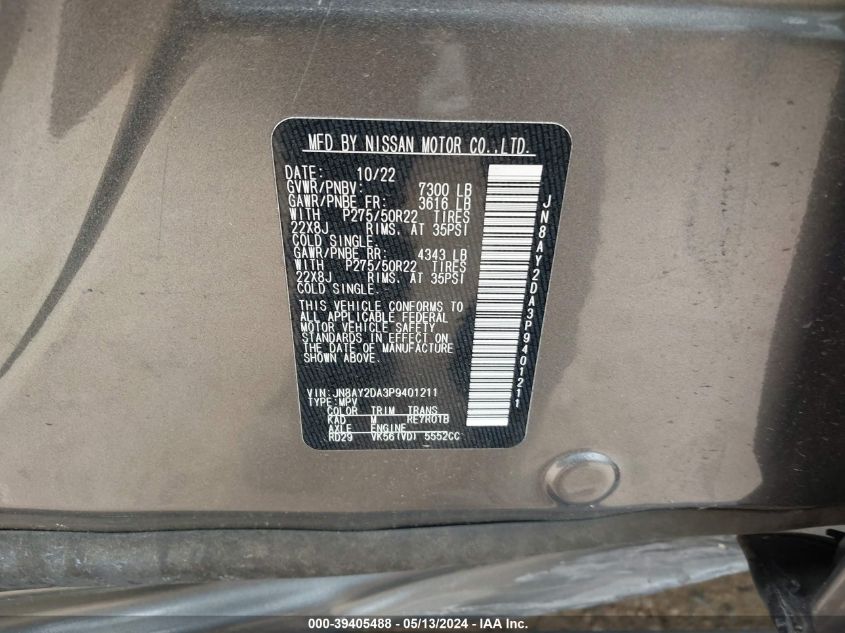 MFD BY NISSAN MOTOR CO.,LTD.
DATE: 10/22
GVWR/PNBV: 7300 LB
GAWR/PNBE FR: 3616 LB
WITH P275/50R22 TIRES
22X8J RIMS. AT 35PSI
COLD SINGLE.
GAWR/PNBE RR: 4343 LB
WITH P275/50R22 TIRES
22X8J RIMS. AT 35PSI
COLD SINGLE.
THIS VEHICLE CONFORMS TO
ALL APPLICABLE FEDERAL
MOTOR VEHICLE SAFETY
STANDARDS IN EFFECT ON
THE DATE OF MANUFACTURE
SHOWN ABOVE.
VIN: JN8AY2DA3P9401211
TYPE: MPV
COLOR TRIM TRANS
KAD M RE7R01B
AXLE ENGINE
RD29 VK56(VD) 5552CC
JN8AY2DA3P9401211
000-39405488 - 05/13/2024 - IAA Inc.